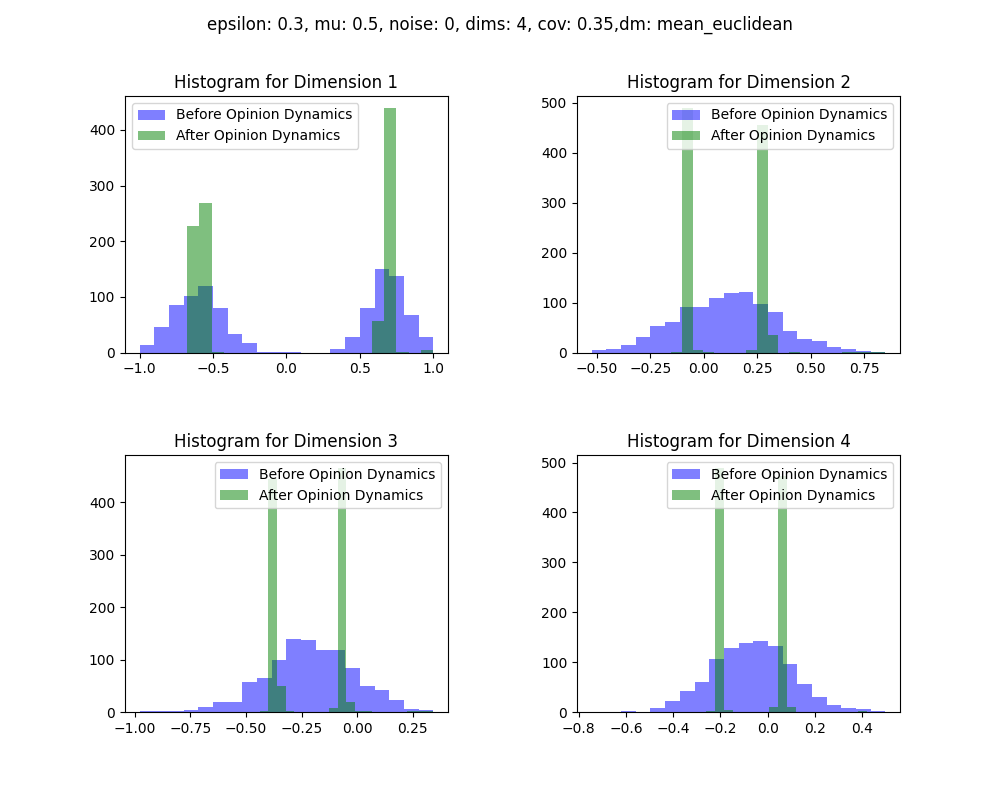 epsilon: 0.3, mu: 0.5, noise: 0, dims: 4, cov: 0.35,dm: mean_euclidean
Histogram for Dimension 1
Before Opinion Dynamics
After Opinion Dynamics
400
300
200
100
0
−1.0 −0.5 0.0 0.5 1.0
Histogram for Dimension 2
Before Opinion Dynamics
After Opinion Dynamics
500
400
300
200
100
0
−0.50 −0.25 0.00 0.25 0.50 0.75
Histogram for Dimension 3
Before Opinion Dynamics
After Opinion Dynamics
400
300
200
100
0
−1.00 −0.75 −0.50 −0.25 0.00 0.25
Histogram for Dimension 4
Before Opinion Dynamics
After Opinion Dynamics
500
400
300
200
100
0
−0.8 −0.6 −0.4 −0.2 0.0 0.2 0.4